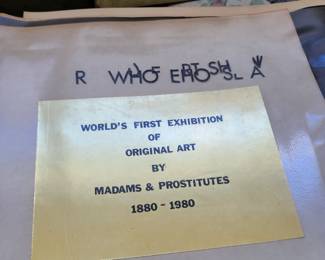 WORLD'S FIRST EXHIBITION
OF
ORIGINAL ART
BY
MADAMS & PROSTITUTES
1880 - 1980